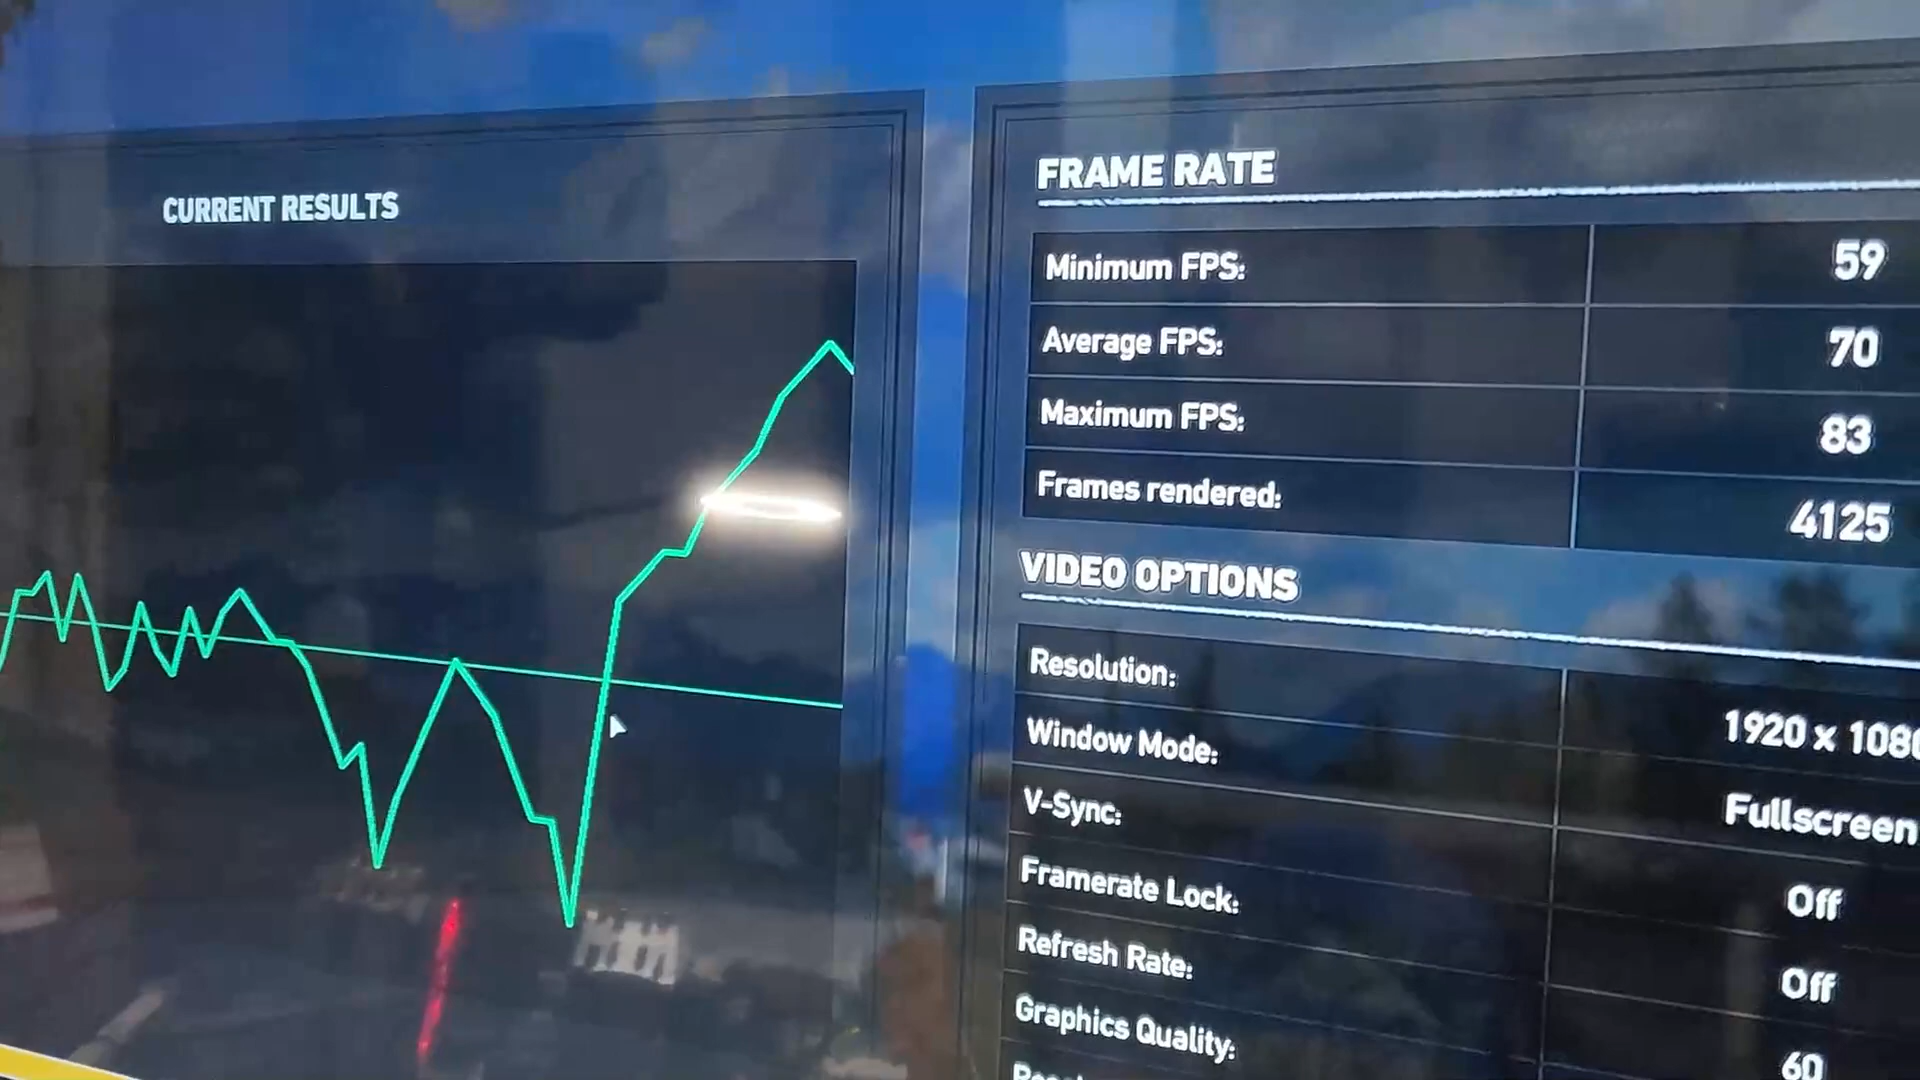 CURRENT RESULTS
FRAME RATE
Minimum FPS: 59
Average FPS: 70
Maximum FPS: 83
Frames rendered: 4125
VIDEO OPTIONS
Resolution: 1920 x 1080
Window Mode: Fullscreen
V-Sync: Off
Framerate Lock: Off
Refresh Rate: 60
Graphics Quality: